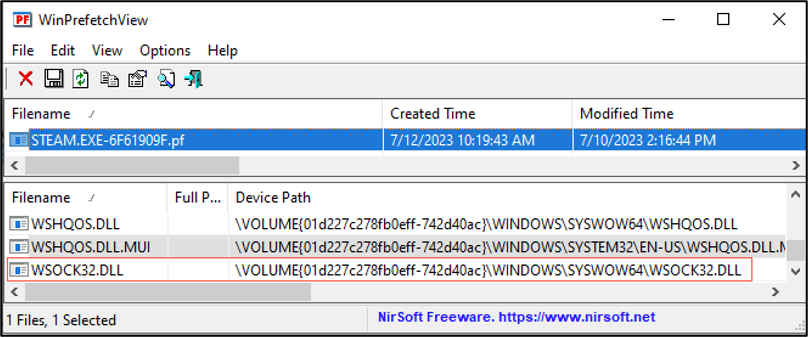 PF WinPrefetchView
File Edit View Options Help
Filename Created Time Modified Time
STEAM.EXE-6F61909F.pf 7/12/2023 10:19:43 AM 7/10/2023 2:16:44 PM
Filename Full P... Device Path
WSHQOS.DLL \VOLUME{01d227c278fb0eff-742d40ac}\WINDOWS\SYSWOW64\WSHQOS.DLL
WSHQOS.DLL.MUI \VOLUME{01d227c278fb0eff-742d40ac}\WINDOWS\SYSTEM32\EN-US\WSHQOS.DLL.M
WSOCK32.DLL \VOLUME{01d227c278fb0eff-742d40ac}\WINDOWS\SYSWOW64\WSOCK32.DLL
1 Files, 1 Selected NirSoft Freeware. https://www.nirsoft.net